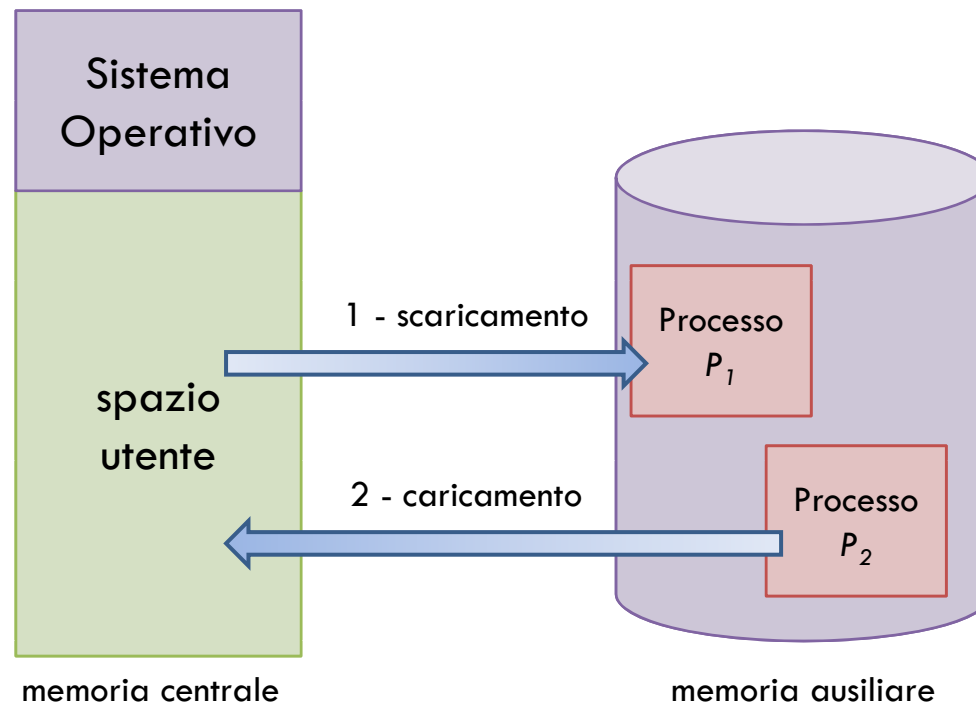 Sistema
Operativo
spazio
utente
1 - scaricamento
2 - caricamento
Processo
P₁
Processo
P₂
memoria centrale
memoria ausiliare